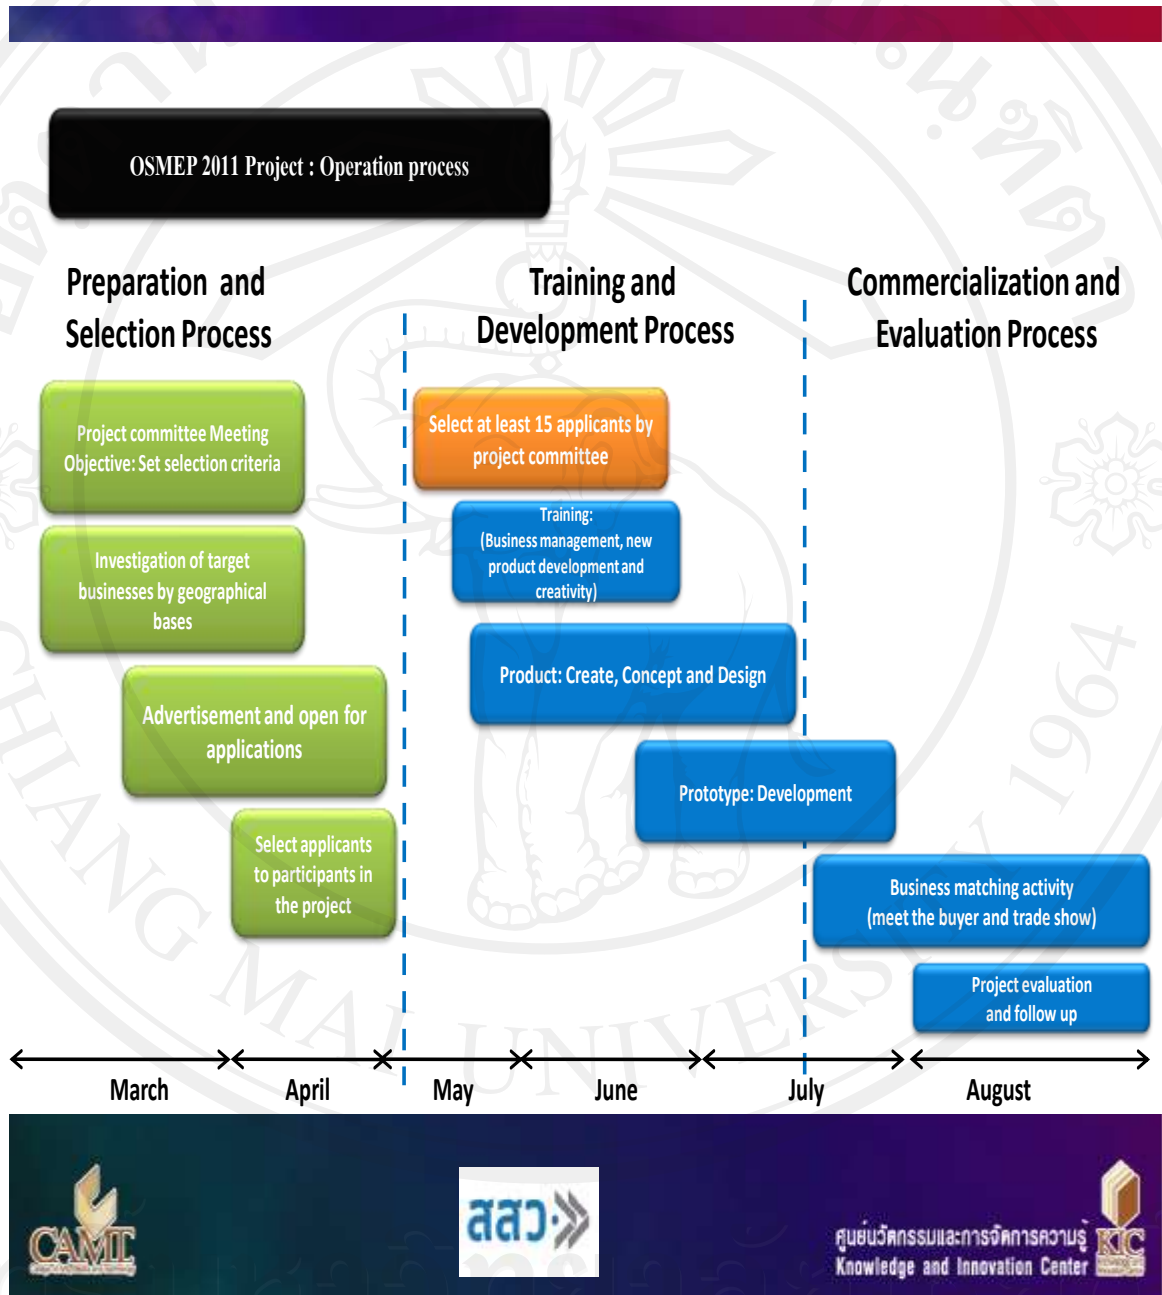 OSMEP 2011 Project : Operation process
Preparation and
Selection Process
Training and
Development Process
Commercialization and
Evaluation Process
Project committee Meeting
Objective: Set selection criteria
Investigation of target
businesses by geographical
bases
Advertisement and open for
applications
Select applicants
to participants in
the project
Select at least 15 applicants by
project committee
Training:
(Business management, new
product development and
creativity)
Product: Create, Concept and Design
Prototype: Development
Business matching activity
(meet the buyer and trade show)
Project evaluation
and follow up
March
April
May
June
July
August
CAMT
สสว
ศูนย์นวัตกรรมและการจัดการความรู้
Knowledge and Innovation Center
KIC
CHIANG MAI UNIVERSITY 1964